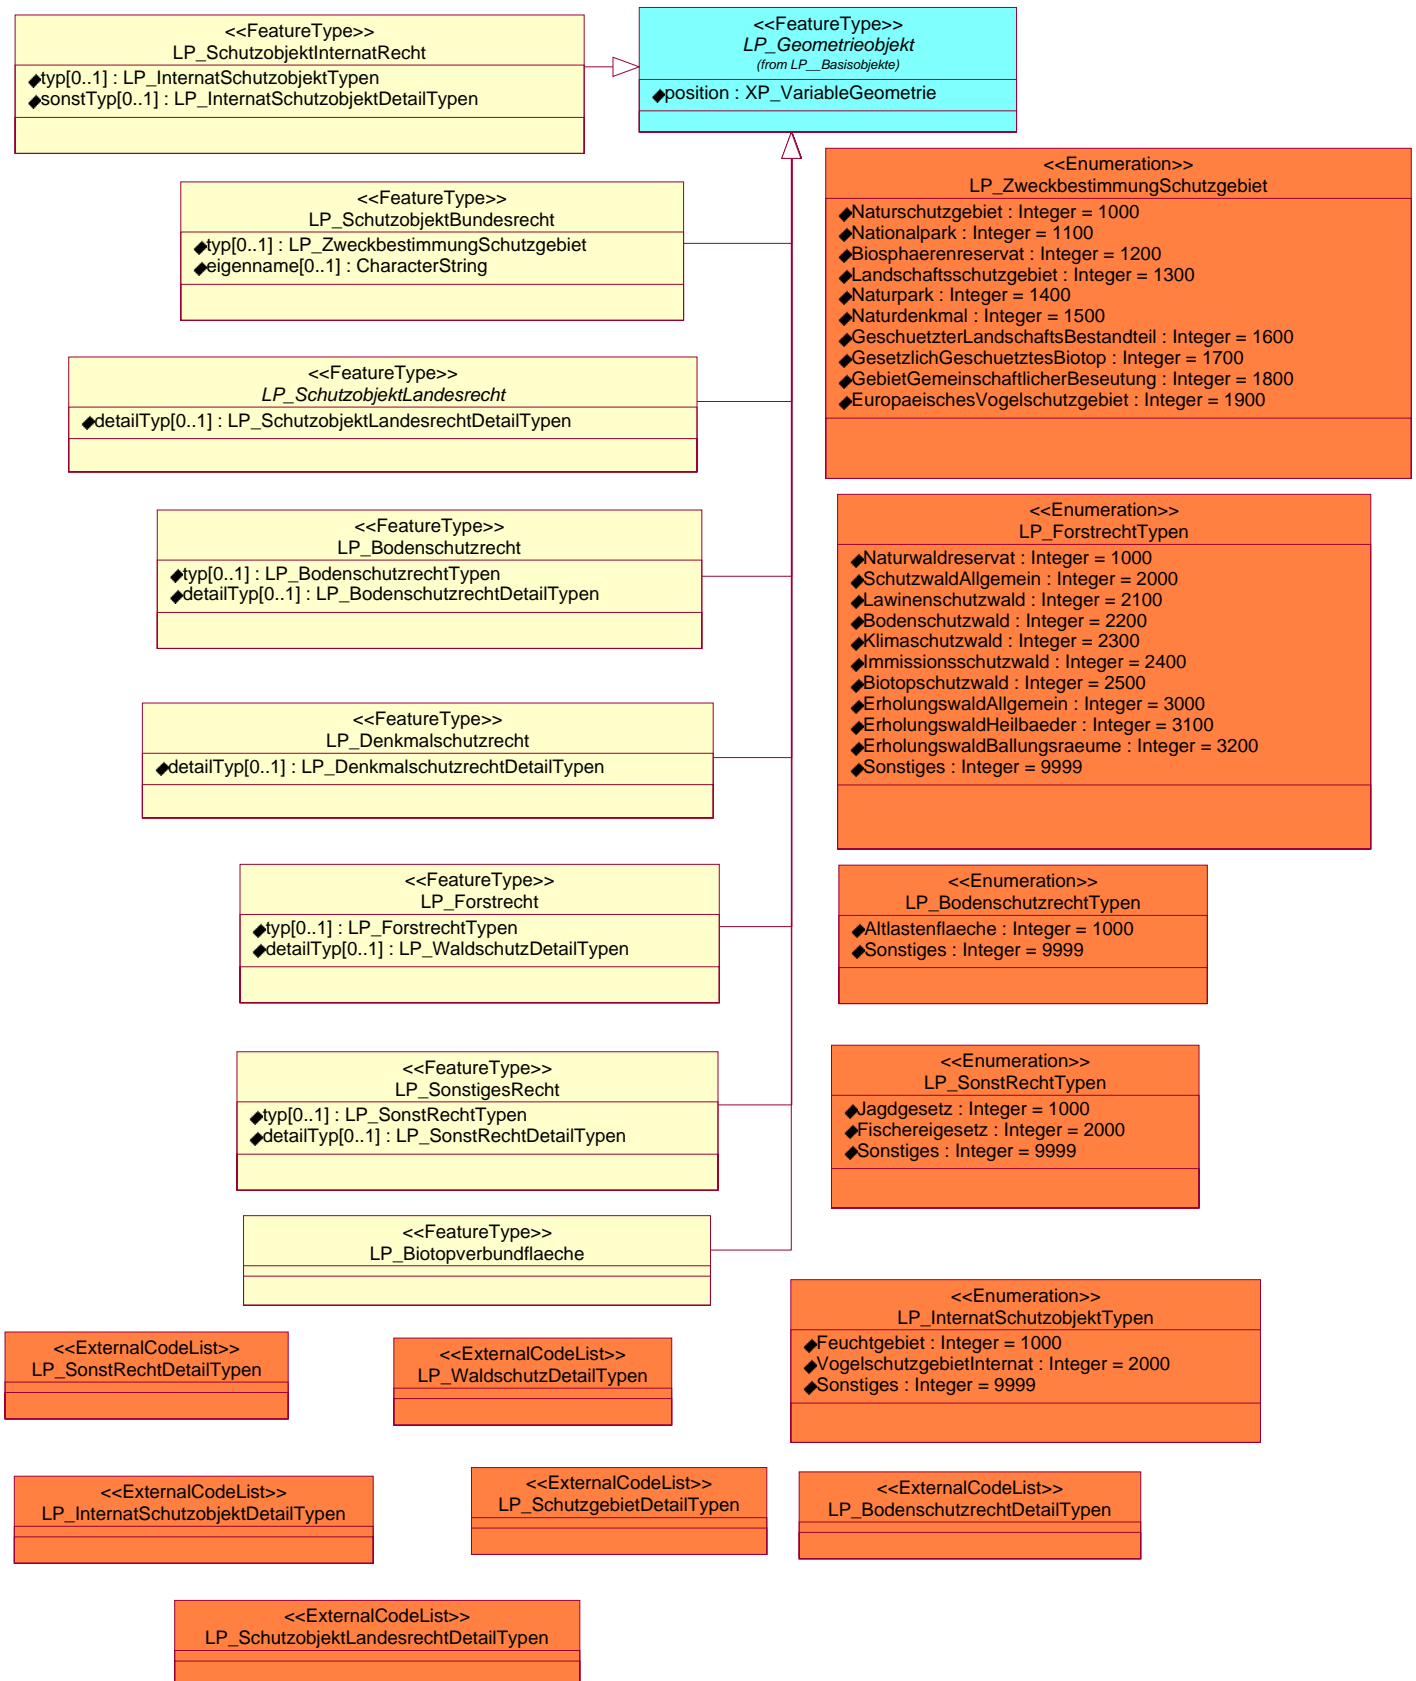 <<FeatureType>>
LP_SchutzobjektInternatRecht
typ[0..1] : LP_InternatSchutzobjektTypen
sonstTyp[0..1] : LP_InternatSchutzobjektDetailTypen
<<FeatureType>>
LP_Geometrieobjekt
(from LP__Basisobjekte)
position : XP_VariableGeometrie
<<FeatureType>>
LP_SchutzobjektBundesrecht
typ[0..1] : LP_ZweckbestimmungSchutzgebiet
eigenname[0..1] : CharacterString
<<Enumeration>>
LP_ZweckbestimmungSchutzgebiet
Naturschutzgebiet : Integer = 1000
Nationalpark : Integer = 1100
Biosphaerenreservat : Integer = 1200
Landschaftsschutzgebiet : Integer = 1300
Naturpark : Integer = 1400
Naturdenkmal : Integer = 1500
GeschuetzterLandschaftsBestandteil : Integer = 1600
GesetzlichGeschuetztesBiotop : Integer = 1700
GebietGemeinschaftlicherBeseutung : Integer = 1800
EuropaeischesVogelschutzgebiet : Integer = 1900
<<FeatureType>>
LP_SchutzobjektLandesrecht
detailTyp[0..1] : LP_SchutzobjektLandesrechtDetailTypen
<<FeatureType>>
LP_Bodenschutzrecht
typ[0..1] : LP_BodenschutzrechtTypen
detailTyp[0..1] : LP_BodenschutzrechtDetailTypen
<<Enumeration>>
LP_ForstrechtTypen
Naturwaldreservat : Integer = 1000
SchutzwaldAllgemein : Integer = 2000
Lawinenschutzwald : Integer = 2100
Bodenschutzwald : Integer = 2200
Klimaschutzwald : Integer = 2300
Immissionsschutzwald : Integer = 2400
Biotopschutzwald : Integer = 2500
ErholungswaldAllgemein : Integer = 3000
ErholungswaldHeilbaeder : Integer = 3100
ErholungswaldBallungsraeume : Integer = 3200
Sonstiges : Integer = 9999
<<FeatureType>>
LP_Denkmalschutzrecht
detailTyp[0..1] : LP_DenkmalschutzrechtDetailTypen
<<FeatureType>>
LP_Forstrecht
typ[0..1] : LP_ForstrechtTypen
detailTyp[0..1] : LP_WaldschutzDetailTypen
<<Enumeration>>
LP_BodenschutzrechtTypen
Altlastenflaeche : Integer = 1000
Sonstiges : Integer = 9999
<<FeatureType>>
LP_SonstigesRecht
typ[0..1] : LP_SonstRechtTypen
detailTyp[0..1] : LP_SonstRechtDetailTypen
<<Enumeration>>
LP_SonstRechtTypen
Jagdgesetz : Integer = 1000
Fischereigesetz : Integer = 2000
Sonstiges : Integer = 9999
<<FeatureType>>
LP_Biotopverbundflaeche
<<Enumeration>>
LP_InternatSchutzobjektTypen
Feuchtgebiet : Integer = 1000
VogelschutzgebietInternat : Integer = 2000
Sonstiges : Integer = 9999
<<ExternalCodeList>>
LP_SonstRechtDetailTypen
<<ExternalCodeList>>
LP_WaldschutzDetailTypen
<<ExternalCodeList>>
LP_InternatSchutzobjektDetailTypen
<<ExternalCodeList>>
LP_SchutzgebietDetailTypen
<<ExternalCodeList>>
LP_BodenschutzrechtDetailTypen
<<ExternalCodeList>>
LP_SchutzobjektLandesrechtDetailTypen